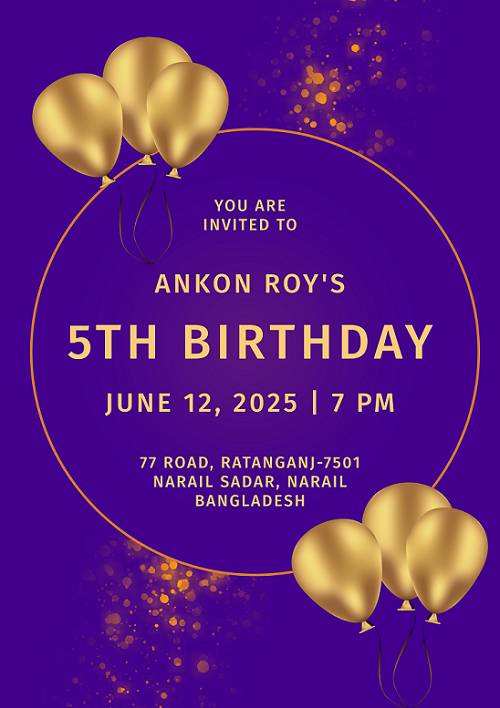 YOU ARE
INVITED TO
ANKON ROY'S
5TH BIRTHDAY
JUNE 12, 2025 | 7 PM
77 ROAD, RATANGANJ-7501
NARAIL SADAR, NARAIL
BANGLADESH